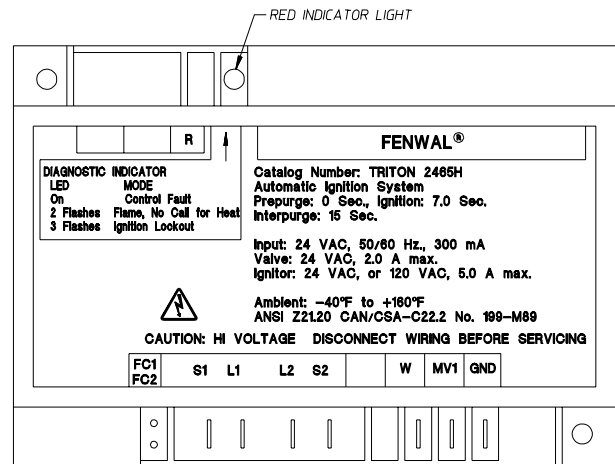 RED INDICATOR LIGHT
R
FENWAL®
DIAGNOSTIC INDICATOR
LED MODE
On Control Fault
2 Flashes Flame, No Call for Heat
3 Flashes Ignition Lockout
Catalog Number: TRITON 2465H
Automatic Ignition System
Prepurge: 0 Sec., Ignition: 7.0 Sec.
Interpurge: 15 Sec.
Input: 24 VAC, 50/60 Hz., 300 mA
Valve: 24 VAC, 2.0 A max.
Ignitor: 24 VAC, or 120 VAC, 5.0 A max.
Ambient: -40°F to +160°F
ANSI Z21.20 CAN/CSA-C22.2 No. 199-M89
CAUTION: HI VOLTAGE DISCONNECT WIRING BEFORE SERVICING
FC1
FC2
S1 L1 L2 S2 W MV1 GND